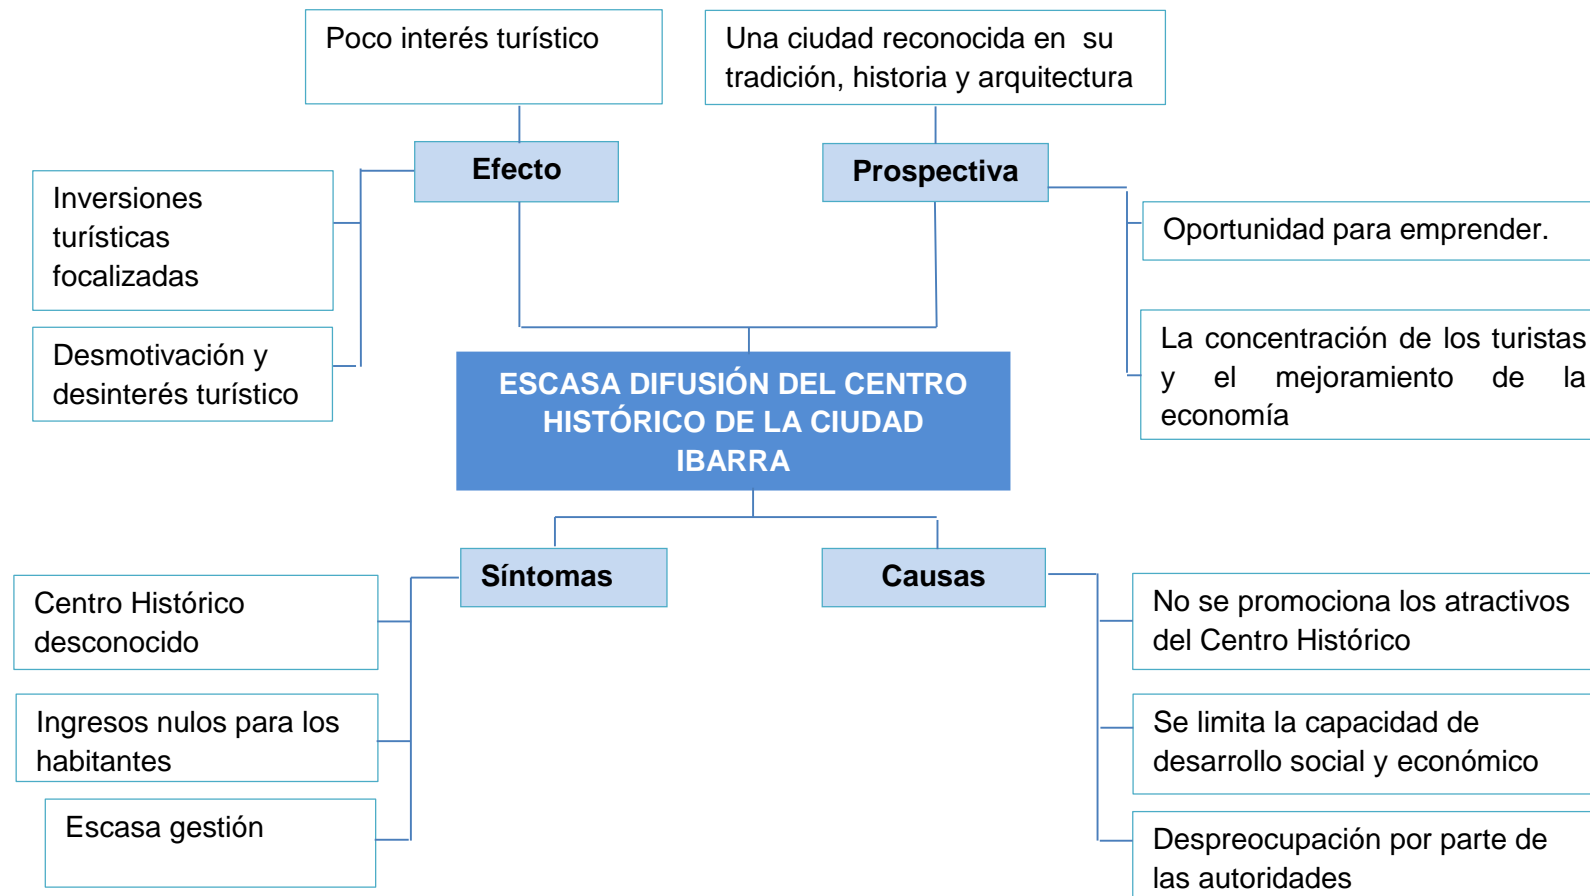 Poco interés turístico
Una ciudad reconocida en su
tradición, historia y arquitectura
Efecto
Prospectiva
Inversiones
turísticas
focalizadas
Desmotivación y
desinterés turístico
Oportunidad para emprender.
La concentración de los turistas
y el mejoramiento de la
economía
ESCASA DIFUSIÓN DEL CENTRO
HISTÓRICO DE LA CIUDAD
IBARRA
Síntomas
Causas
Centro Histórico
desconocido
Ingresos nulos para los
habitantes
Escasa gestión
No se promociona los atractivos
del Centro Histórico
Se limita la capacidad de
desarrollo social y económico
Despreocupación por parte de
las autoridades